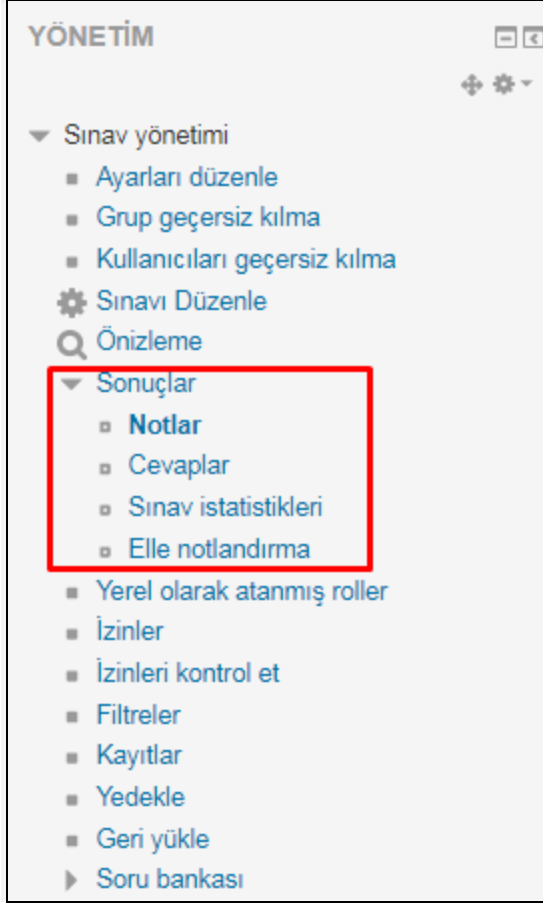 YÖNETİM
Sınav yönetimi
Ayarları düzenle
Grup geçersiz kılma
Kullanıcıları geçersiz kılma
Sınavı Düzenle
Önizleme
Sonuçlar
Notlar
Cevaplar
Sınav istatistikleri
Elle notlandırma
Yerel olarak atanmış roller
İzinler
İzinleri kontrol et
Filtreler
Kayıtlar
Yedekle
Geri yükle
Soru bankası